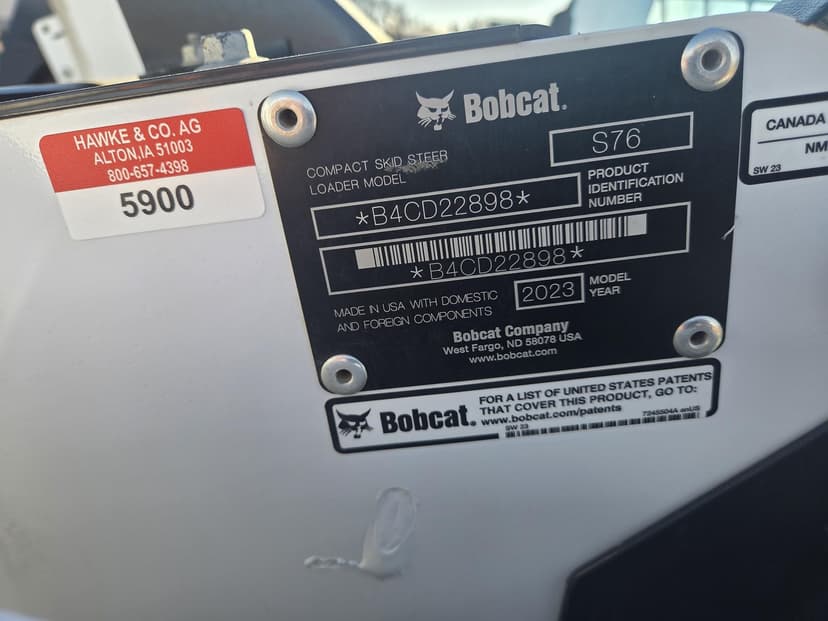 HAWKE & CO. AG
ALTON,IA 51003
800-657-4398
5900
Bobcat.
COMPACT SKID STEER
LOADER MODEL
S76
*B4CD22898*
PRODUCT
IDENTIFICATION
NUMBER
*B4CD22898*
MADE IN USA WITH DOMESTIC
AND FOREIGN COMPONENTS
2023
MODEL
YEAR
Bobcat Company
West Fargo, ND 58078 USA
www.bobcat.com
Bobcat.
FOR A LIST OF UNITED STATES PATENTS
THAT COVER THIS PRODUCT, GO TO:
www.bobcat.com/patents
7245504A enUS
SW 23
CANADA
NM
SW 23